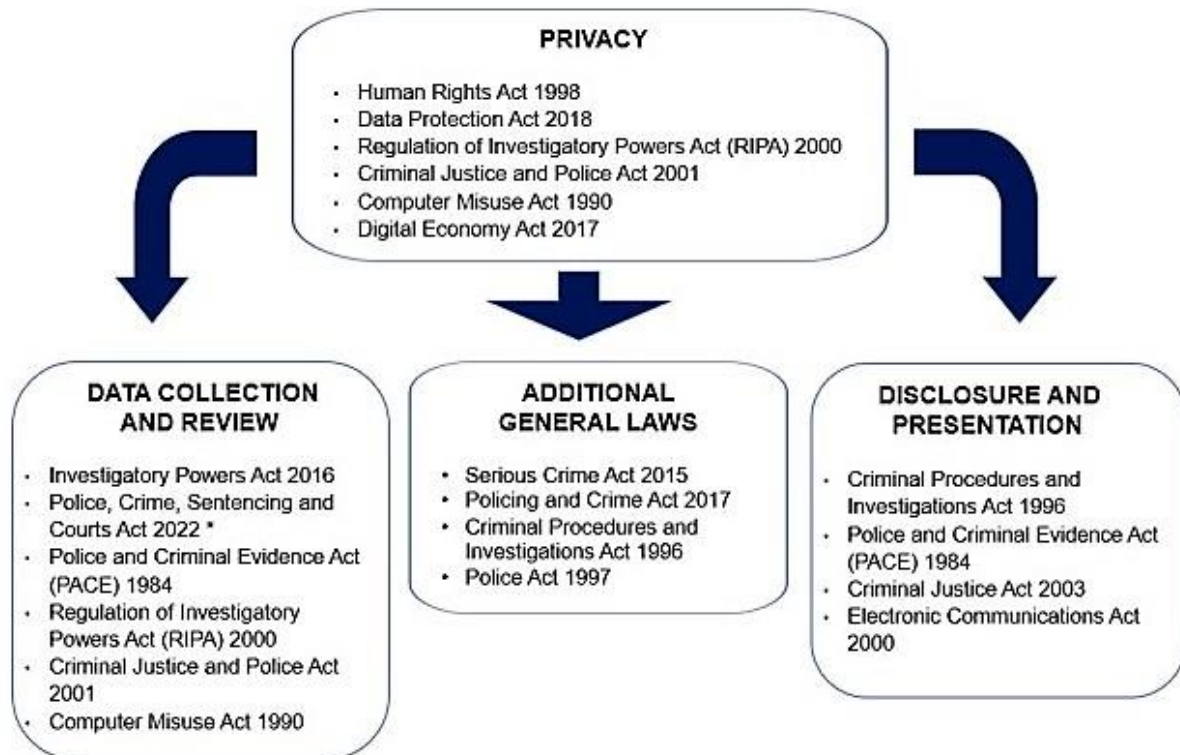 PRIVACY
· Human Rights Act 1998
· Data Protection Act 2018
· Regulation of Investigatory Powers Act (RIPA) 2000
· Criminal Justice and Police Act 2001
· Computer Misuse Act 1990
· Digital Economy Act 2017
DATA COLLECTION
AND REVIEW
· Investigatory Powers Act 2016
· Police, Crime, Sentencing and
Courts Act 2022 *
· Police and Criminal Evidence Act
(PACE) 1984
· Regulation of Investigatory
Powers Act (RIPA) 2000
· Criminal Justice and Police Act
2001
· Computer Misuse Act 1990
ADDITIONAL
GENERAL LAWS
• Serious Crime Act 2015
• Policing and Crime Act 2017
• Criminal Procedures and
Investigations Act 1996
• Police Act 1997
DISCLOSURE AND
PRESENTATION
· Criminal Procedures and
Investigations Act 1996
· Police and Criminal Evidence Act
(PACE) 1984
· Criminal Justice Act 2003
· Electronic Communications Act
2000